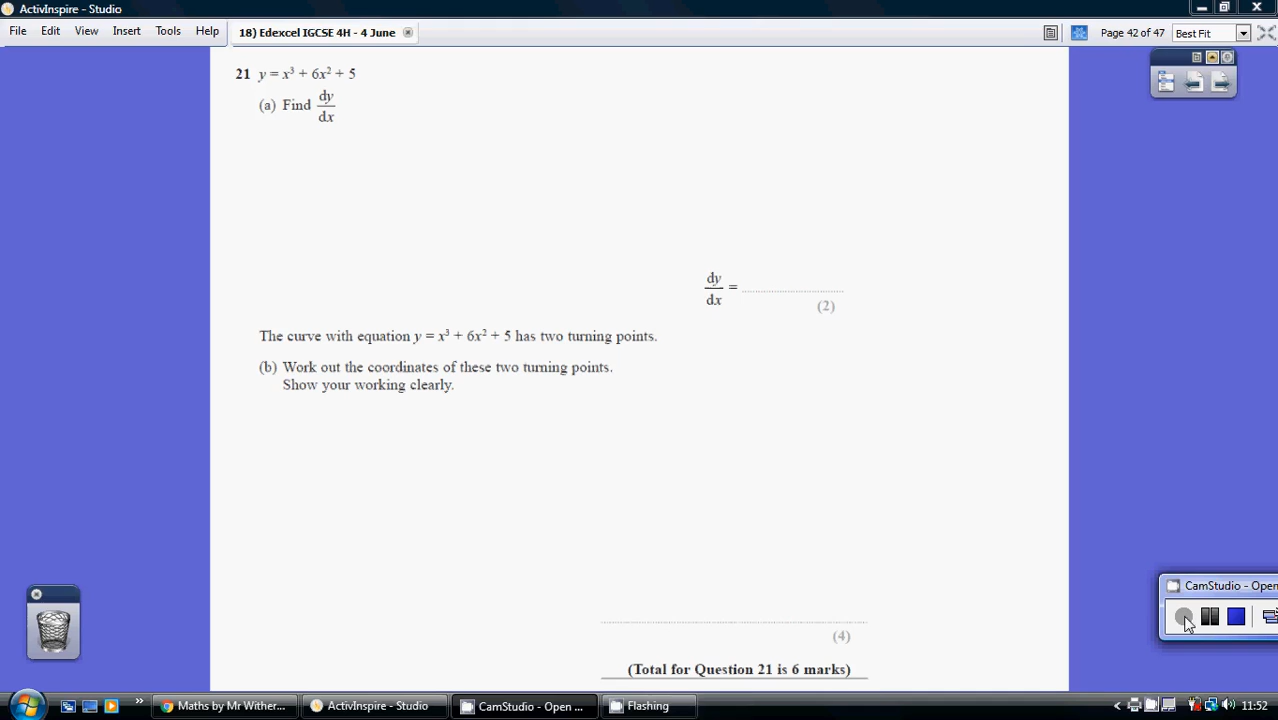 ActivInspire - Studio
File Edit View Insert Tools Help
18) Edexcel IGCSE 4H - 4 June
Page 42 of 47
Best Fit
21 y = x³ + 6x² + 5
(a) Find dy/dx
dy/dx = ........................................
(2)
The curve with equation y = x³ + 6x² + 5 has two turning points.
(b) Work out the coordinates of these two turning points.
Show your working clearly.
(4)
(Total for Question 21 is 6 marks)
CamStudio - Open
Maths by Mr Wither...
ActivInspire - Studio
CamStudio - Open ...
Flashing
11:52